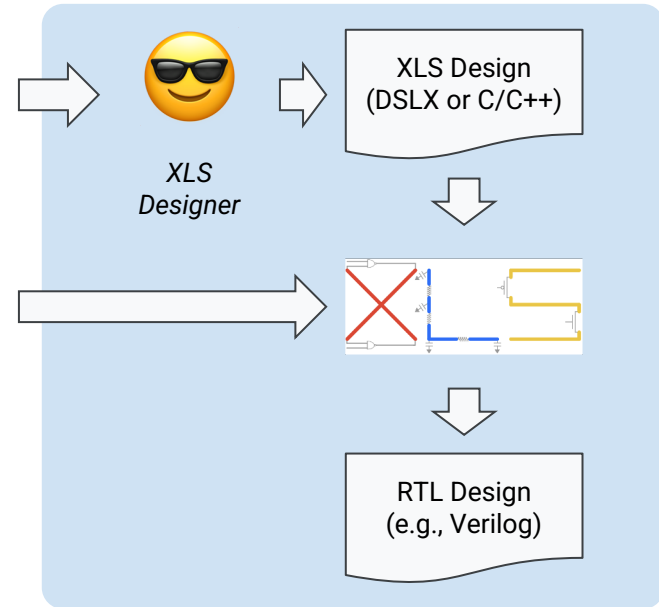 XLS Design
(DSLX or C/C++)
XLS
Designer
RTL Design
(e.g., Verilog)